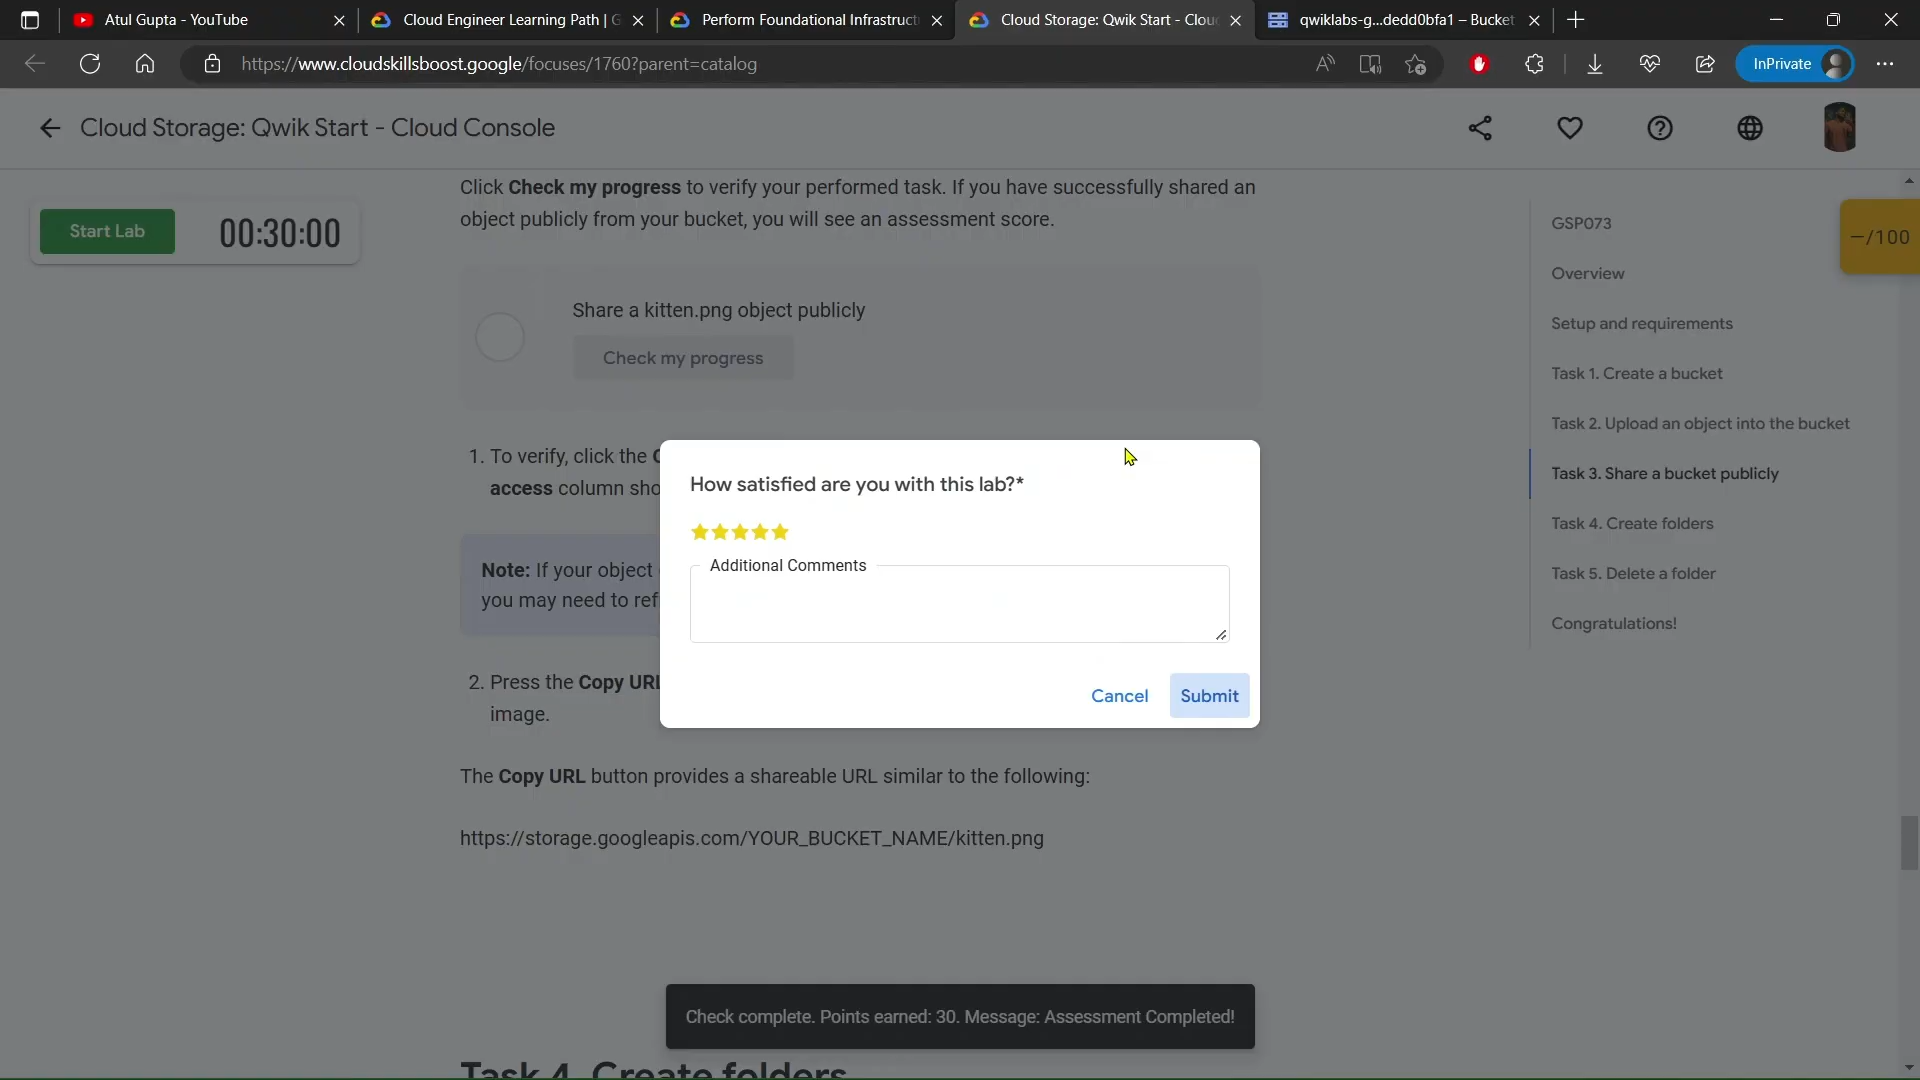 Atul Gupta - YouTube
Cloud Engineer Learning Path | G
Perform Foundational Infrastruct
Cloud Storage: Qwik Start - Clou
qwiklabs-g...dedd0bfa1 – Bucket
https://www.cloudskillsboost.google/focuses/1760?parent=catalog
InPrivate
Cloud Storage: Qwik Start - Cloud Console
Start Lab
00:30:00
Click Check my progress to verify your performed task. If you have successfully shared an
object publicly from your bucket, you will see an assessment score.
Share a kitten.png object publicly
Check my progress
1. To verify, click the C
access column sho
Note: If your object
you may need to ref
2. Press the Copy URL
image.
The Copy URL button provides a shareable URL similar to the following:
https://storage.googleapis.com/YOUR_BUCKET_NAME/kitten.png
Task 4. Create folders
How satisfied are you with this lab?*
Additional Comments
Cancel
Submit
Check complete. Points earned: 30. Message: Assessment Completed!
GSP073
Overview
Setup and requirements
Task 1. Create a bucket
Task 2. Upload an object into the bucket
Task 3. Share a bucket publicly
Task 4. Create folders
Task 5. Delete a folder
Congratulations!
—/100